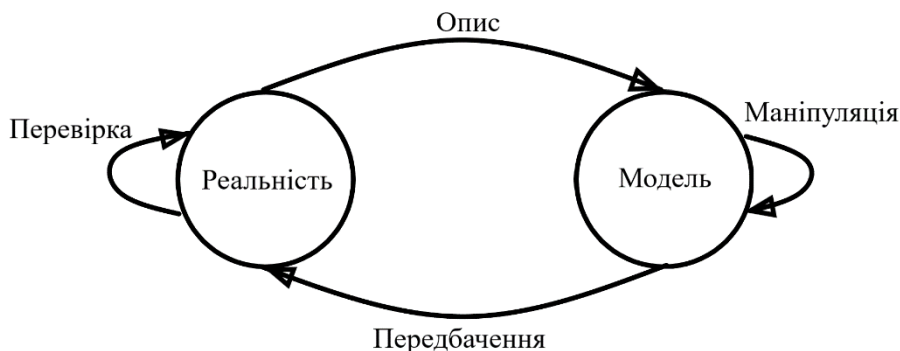 Опис
Перевірка
Маніпуляція
Реальність
Модель
Передбачення